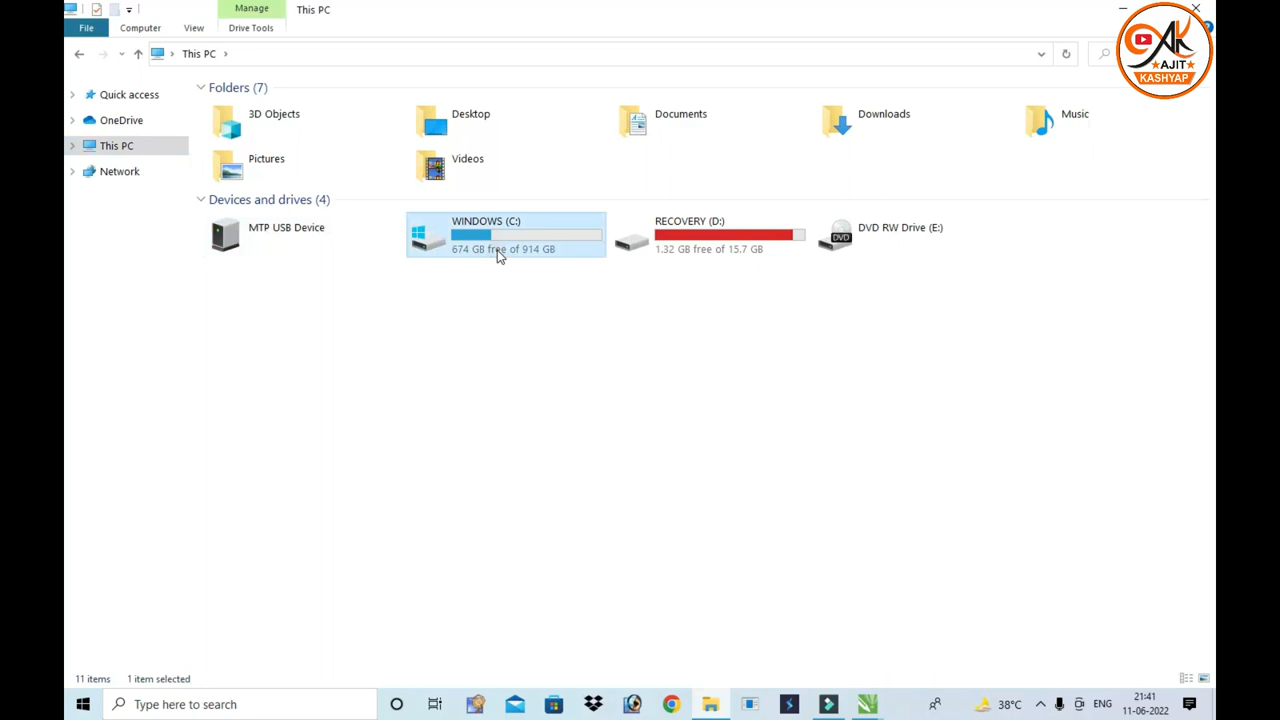 Manage
This PC
File
Computer
View
Drive Tools
This PC
Quick access
OneDrive
This PC
Network
Folders (7)
3D Objects
Desktop
Documents
Downloads
Music
Pictures
Videos
Devices and drives (4)
MTP USB Device
WINDOWS (C:)
674 GB free of 914 GB
RECOVERY (D:)
1.32 GB free of 15.7 GB
DVD
DVD RW Drive (E:)
AK
AJIT
KASHYAP
11 items
1 item selected
Type here to search
38°C
ENG
21:41
11-06-2022